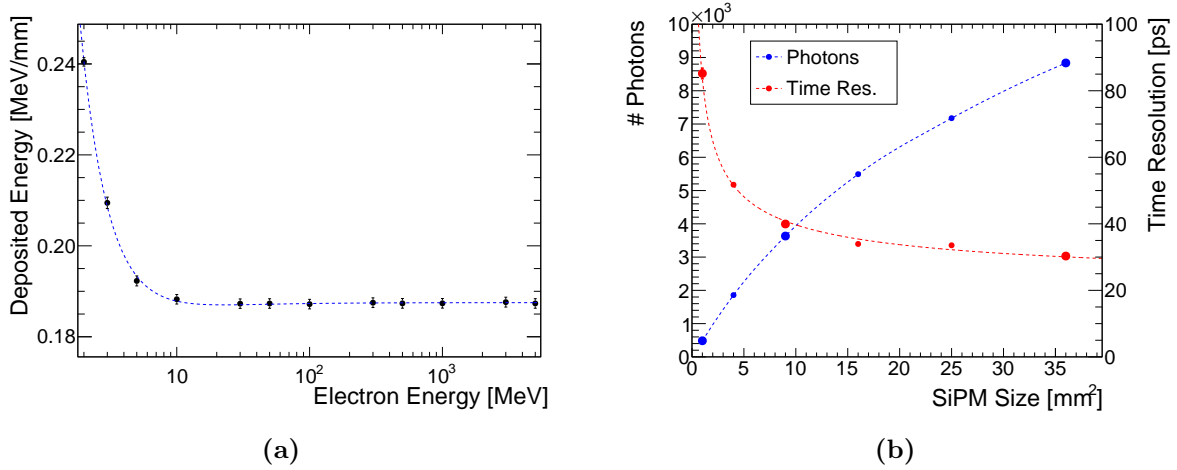 Deposited Energy [MeV/mm]
0.24
0.22
0.20
0.18
10
10²
10³
Electron Energy [MeV]
(a)
×10³
# Photons
10
9
8
7
6
5
4
3
2
1
0
Photons
Time Res.
100
80
60
40
20
0
Time Resolution [ps]
0 5 10 15 20 25 30 35
SiPM Size [mm²]
(b)